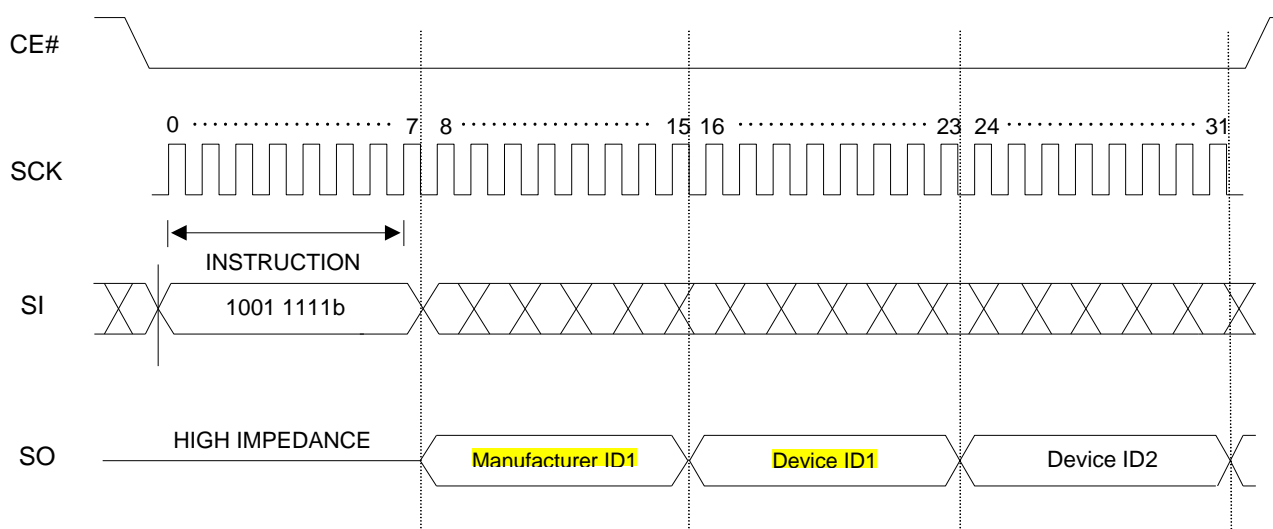 CE#
0 ..................... 7 8 ..................... 15 16 ..................... 23 24 ..................... 31
SCK
INSTRUCTION
SI
1001 1111b
HIGH IMPEDANCE
SO
Manufacturer ID1
Device ID1
Device ID2